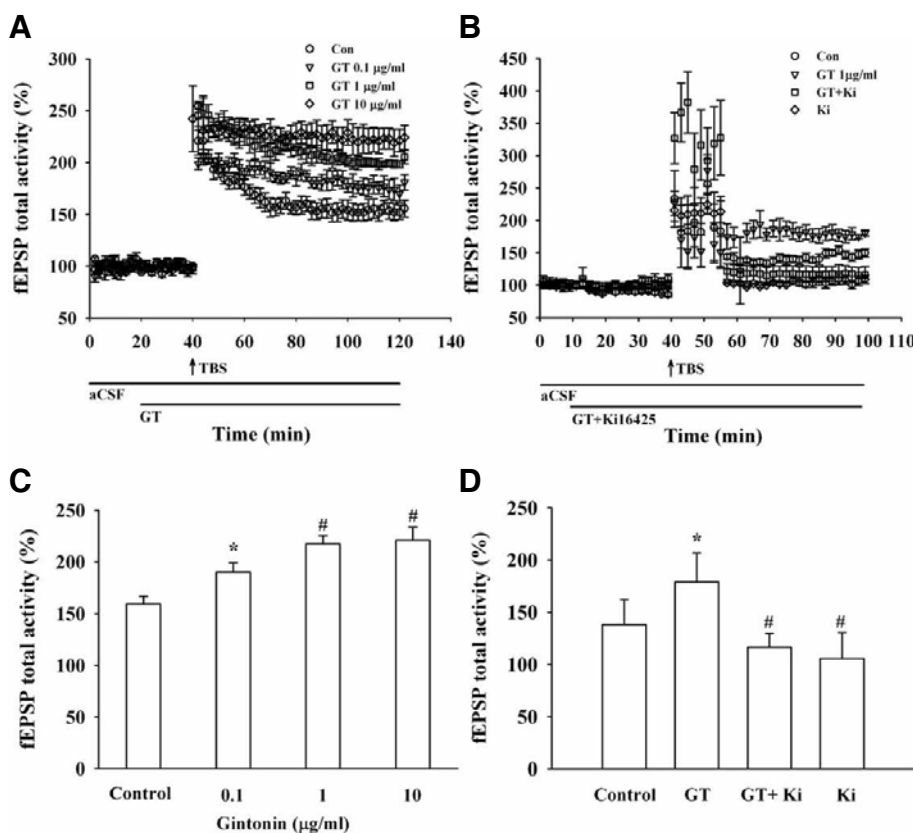 A
fEPSP total activity (%)
300
250
200
150
100
50
Con
GT 0.1 µg/ml
GT 1 µg/ml
GT 10 µg/ml
0 20 40 60 80 100 120 140
↑TBS
aCSF
GT
Time (min)
B
fEPSP total activity (%)
450
400
350
300
250
200
150
100
50
Con
GT 1µg/ml
GT+Ki
Ki
0 10 20 30 40 50 60 70 80 90 100 110
↑TBS
aCSF
GT+Ki16425
Time (min)
C
fEPSP total activity (%)
250
200
150
100
50
0
* # #
Control 0.1 1 10
Gintonin (µg/ml)
D
fEPSP total activity (%)
250
200
150
100
50
0
* # #
Control GT GT+ Ki Ki